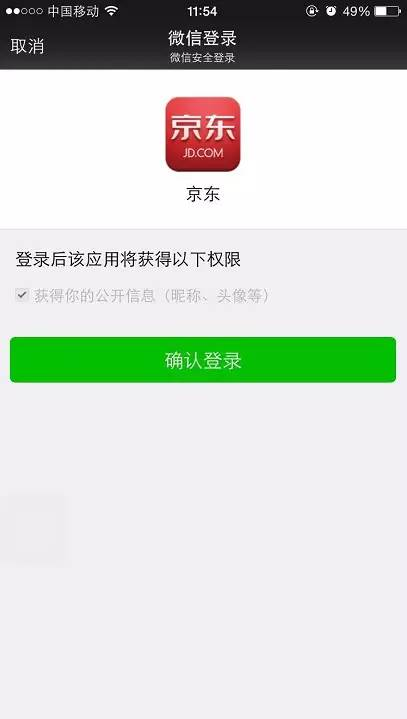 中国移动 11:54 49%
取消 微信登录
微信安全登录
京东
JD.COM
京东
登录后该应用将获得以下权限
获得你的公开信息（昵称、头像等）
确认登录